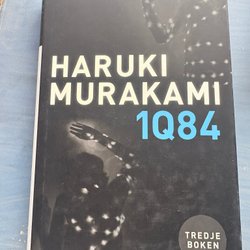 HARUKI
MURAKAMI
1Q84
TREDJE
BOKEN